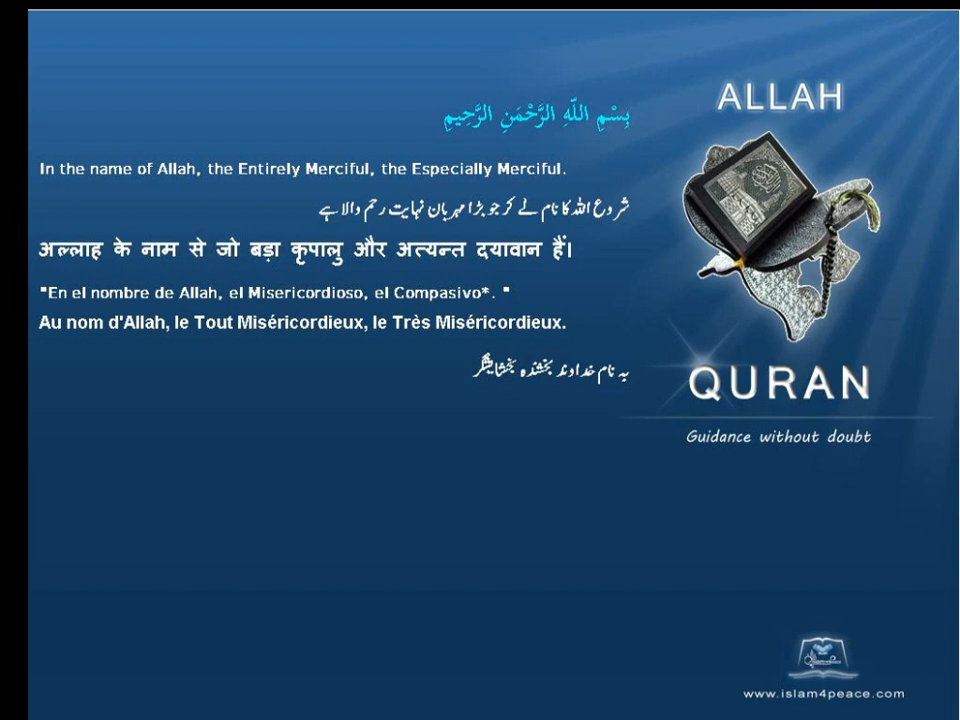 بِسْمِ اللَّهِ الرَّحْمَنِ الرَّحِيمِ
In the name of Allah, the Entirely Merciful, the Especially Merciful.
شروع اللہ کا نام لے کر جو بڑا مہربان نہایت رحم والا ہے
अल्लाह के नाम से जो बड़ा कृपालु और अत्यन्त दयावान हैं।
"En el nombre de Allah, el Misericordioso, el Compasivo*. "
Au nom d'Allah, le Tout Miséricordieux, le Très Miséricordieux.
به نام خداوند بخشنده بخشایشگر
ALLAH
QURAN
Guidance without doubt
www.islam4peace.com